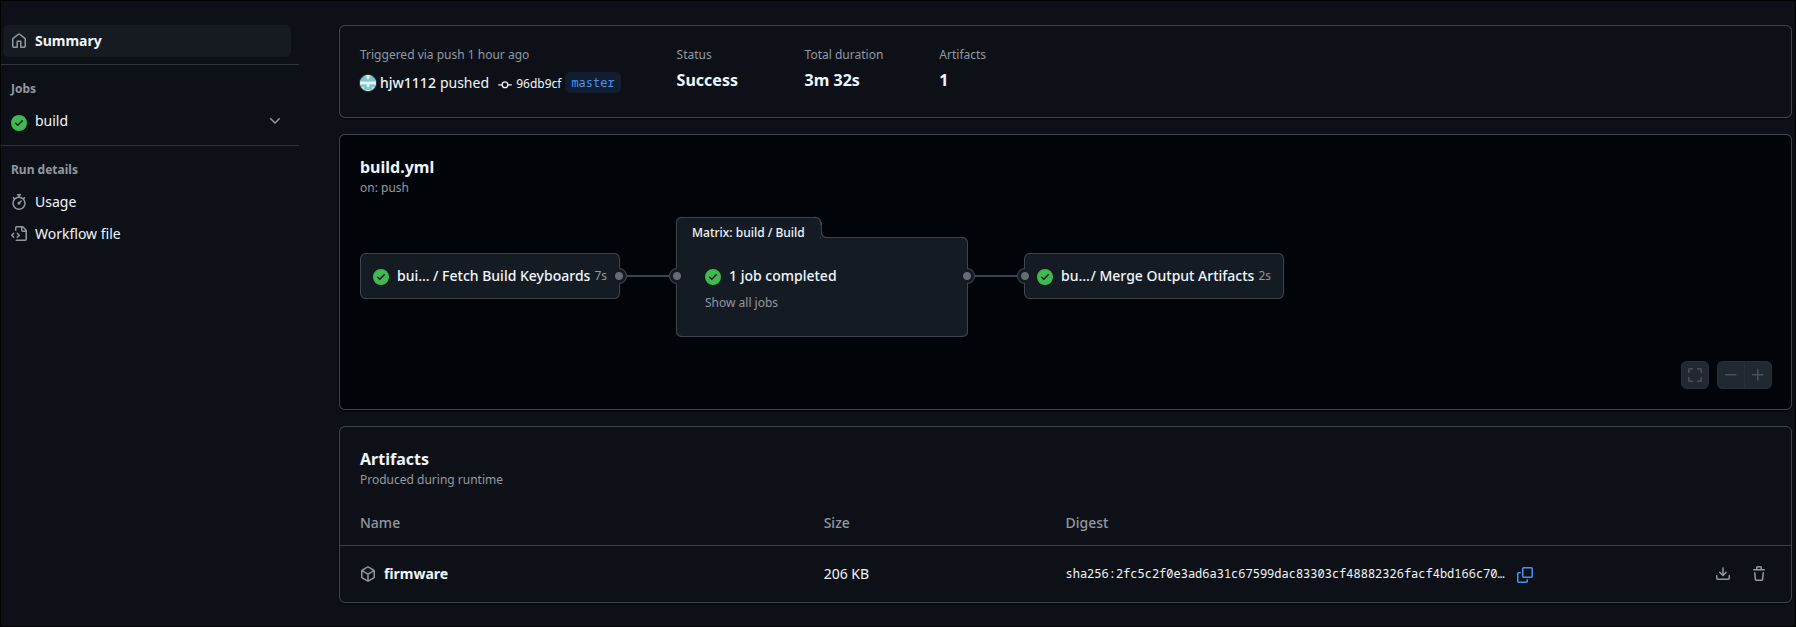 Summary
Jobs
build
Run details
Usage
Workflow file
Triggered via push 1 hour ago
hjw1112 pushed 96db9cf master
Status
Success
Total duration
3m 32s
Artifacts
1
build.yml
on: push
bui... / Fetch Build Keyboards 7s
Matrix: build / Build
1 job completed
Show all jobs
bu.../ Merge Output Artifacts 2s
Artifacts
Produced during runtime
Name Size Digest
firmware 206 KB sha256:2fc5c2f0e3ad6a31c67599dac83303cf48882326facf4bd166c70…